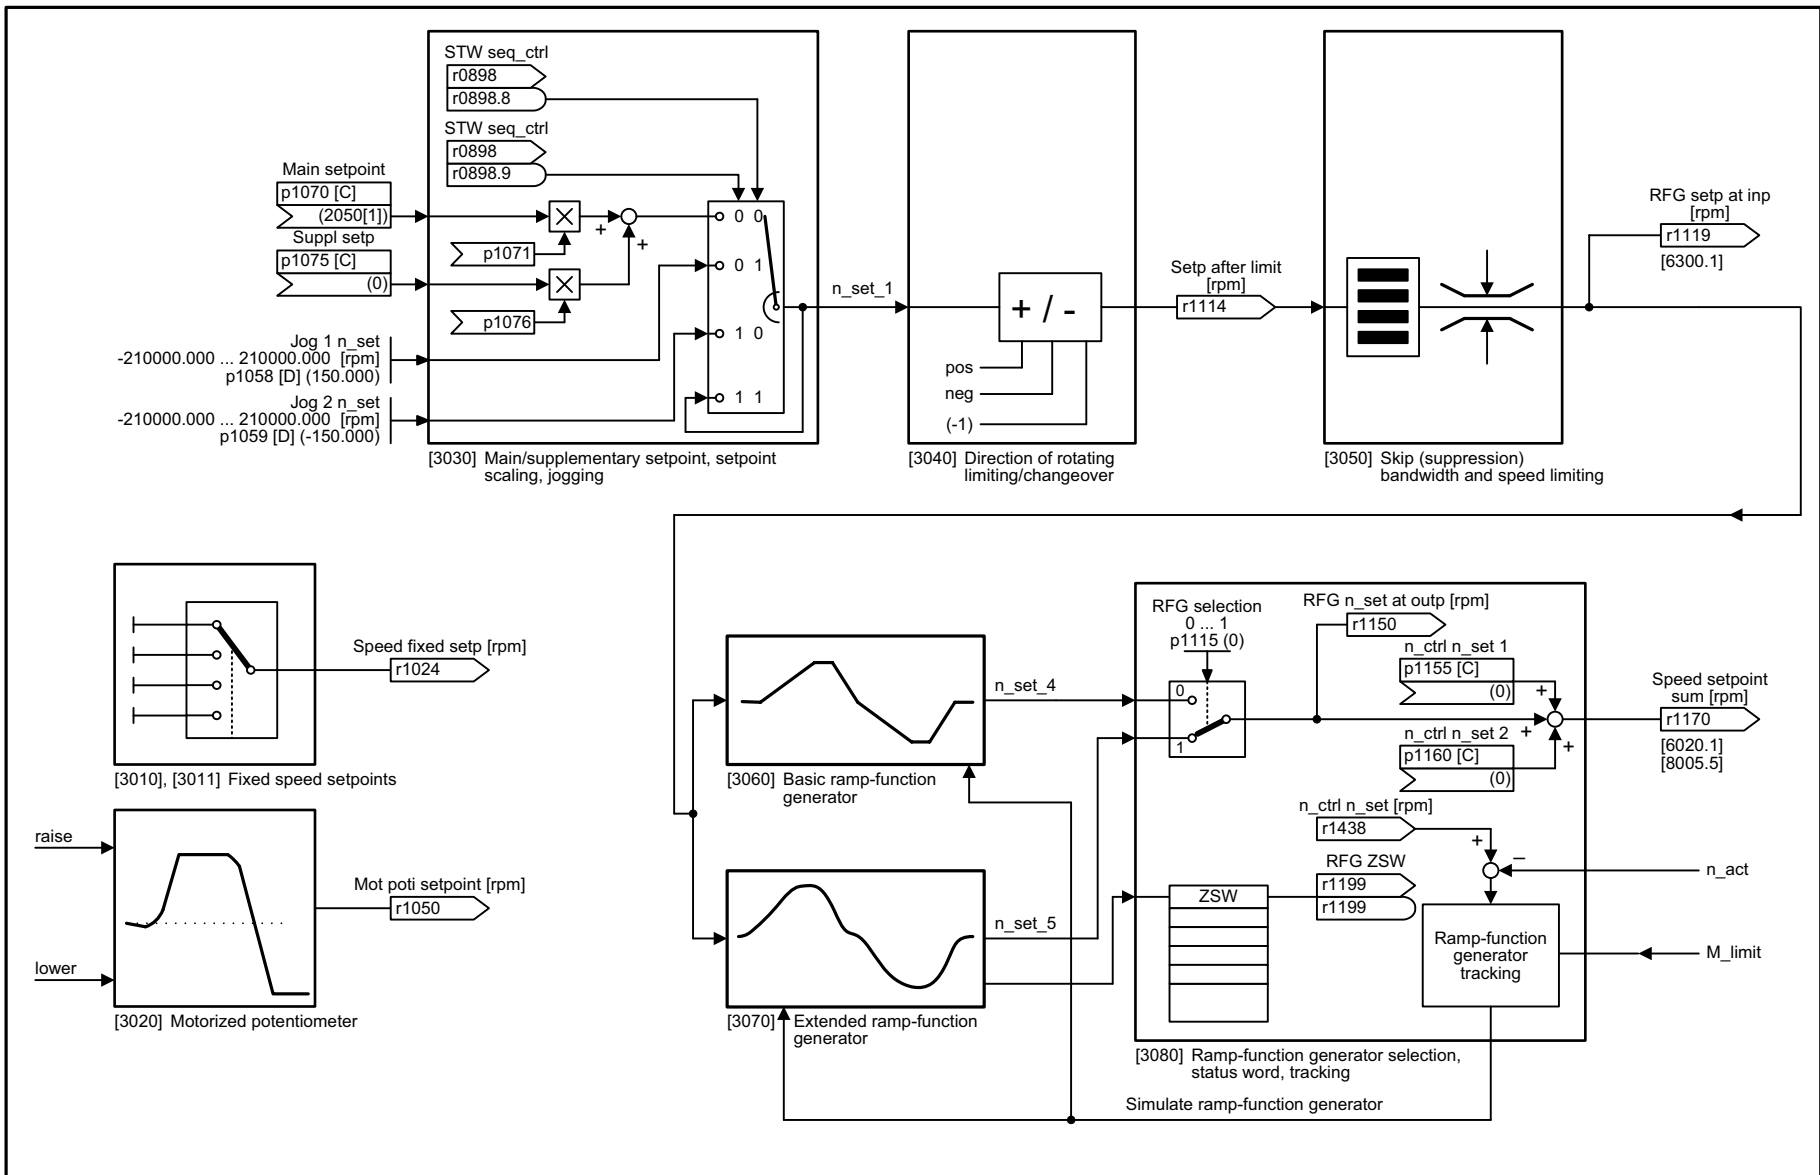 STW seq_ctrl
r0898
r0898.8
STW seq_ctrl
r0898
r0898.9
Main setpoint
p1070 [C]
(2050[1])
Suppl setp
p1075 [C]
(0)
p1071
p1076
0 0
0 1
1 0
1 1
Jog 1 n_set
-210000.000 ... 210000.000 [rpm]
p1058 [D] (150.000)
Jog 2 n_set
-210000.000 ... 210000.000 [rpm]
p1059 [D] (-150.000)
+
+
n_set_1
[3030] Main/supplementary setpoint, setpoint
scaling, jogging
+ / -
pos
neg
(-1)
[3040] Direction of rotating
limiting/changeover
Setp after limit
[rpm]
r1114
[3050] Skip (suppression)
bandwidth and speed limiting
RFG setp at inp
[rpm]
r1119
[6300.1]
Speed fixed setp [rpm]
r1024
[3010], [3011] Fixed speed setpoints
raise
lower
Mot poti setpoint [rpm]
r1050
[3020] Motorized potentiometer
n_set_4
[3060] Basic ramp-function
generator
n_set_5
[3070] Extended ramp-function
generator
RFG selection
0 ... 1
p1115 (0)
0
1
RFG n_set at outp [rpm]
r1150
n_ctrl n_set 1
p1155 [C]
(0)
+
+
+
n_ctrl n_set 2
p1160 [C]
(0)
Speed setpoint
sum [rpm]
r1170
[6020.1]
[8005.5]
n_ctrl n_set [rpm]
r1438
+
–
n_act
RFG ZSW
r1199
r1199
ZSW
Ramp-function
generator
tracking
M_limit
[3080] Ramp-function generator selection,
status word, tracking
Simulate ramp-function generator